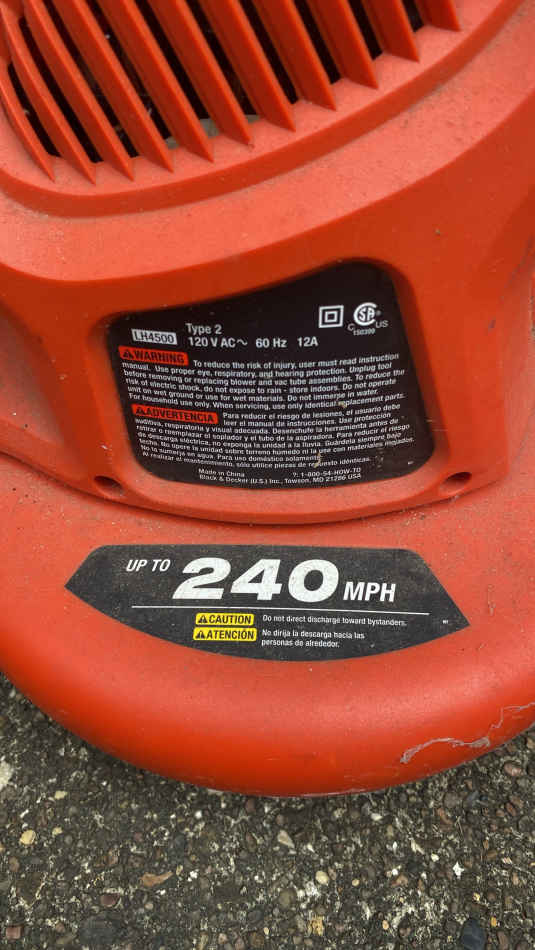 LH4500 Type 2
120 V AC~ 60 Hz 12A
CSA® C US
150309
WARNING To reduce the risk of injury, user must read instruction
manual. Use proper eye, respiratory, and hearing protection. Unplug tool
before removing or replacing blower and vac tube assemblies. To reduce the
risk of electric shock, do not expose to rain - store indoors. Do not operate
unit on wet ground or use for wet materials. Do not immerse in water.
For household use only. When servicing, use only identical replacement parts.
ADVERTENCIA Para reducir el riesgo de lesiones, el usuario debe
leer el manual de instrucciones. Use protección
auditiva, respiratoria y visual adecuada. Desenchufe la herramienta antes de
retirar o reemplazar el soplador y el tubo de la aspiradora. Para reducir el riesgo
de descarga eléctrica, no exponga la unidad a la lluvia. Guárdela siempre bajo
techo. No use la unidad sobre terreno húmedo ni la use con materiales mojados.
No la sumerja en agua. Para uso doméstico solamente.
Al realizar el mantenimiento, sólo utilice piezas de repuesto idénticas.
Made in China ?: 1-800-54-HOW-TO
Black & Decker (U.S.) Inc., Towson, MD 21286 USA
UP TO 240 MPH
CAUTION Do not direct discharge toward bystanders.
ATENCIÓN No dirija la descarga hacia las
personas de alrededor.